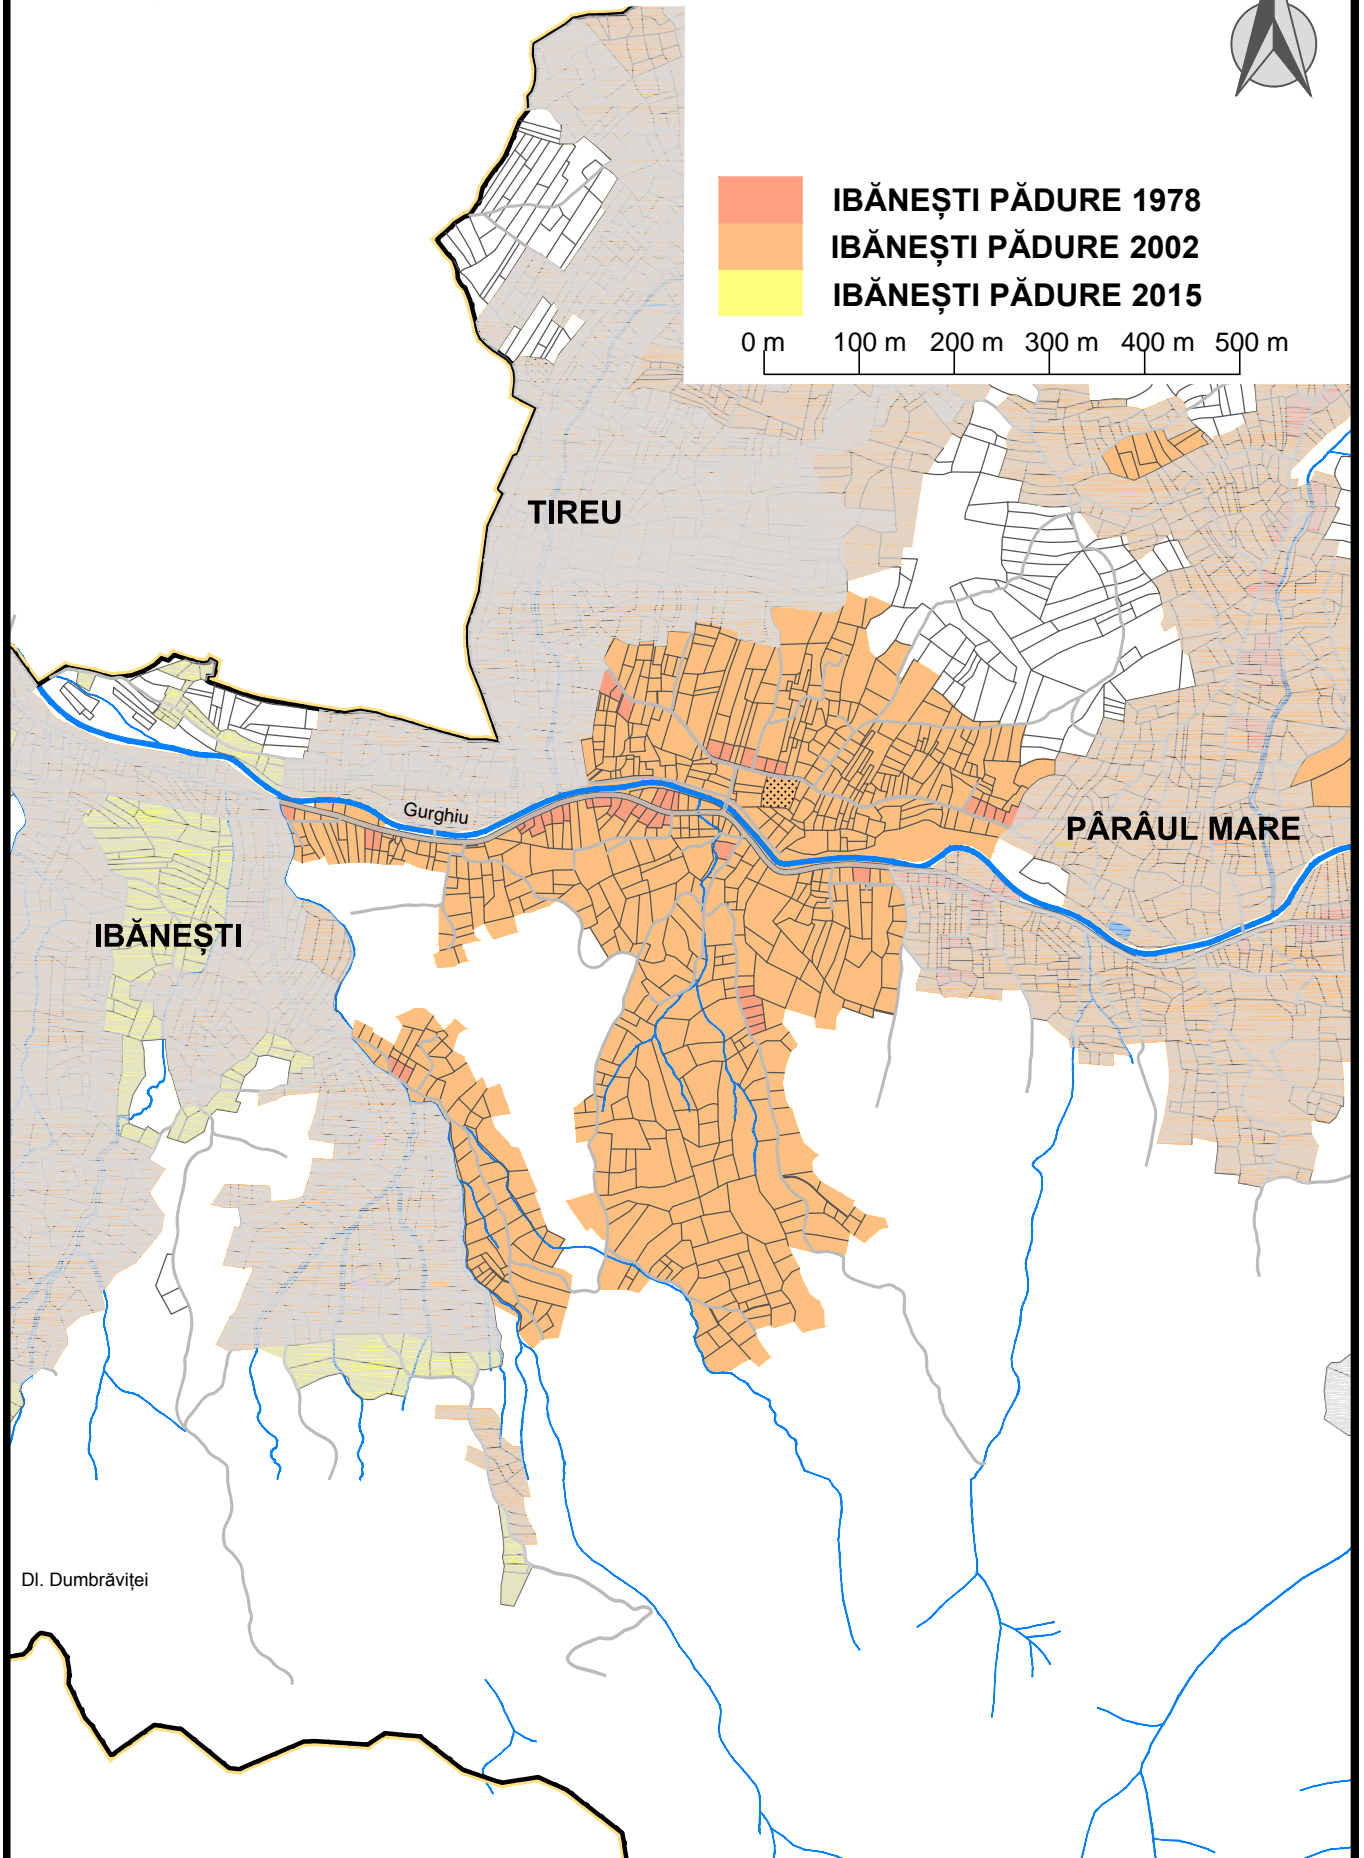 IBĂNEȘTI PĂDURE 1978
IBĂNEȘTI PĂDURE 2002
IBĂNEȘTI PĂDURE 2015
0 m 100 m 200 m 300 m 400 m 500 m
TIREU
Gurghiu
PÂRÂUL MARE
IBĂNEȘTI
Dl. Dumbrăviței